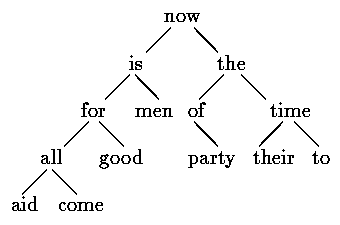 now
is the
for men of time
all good party their to
aid come